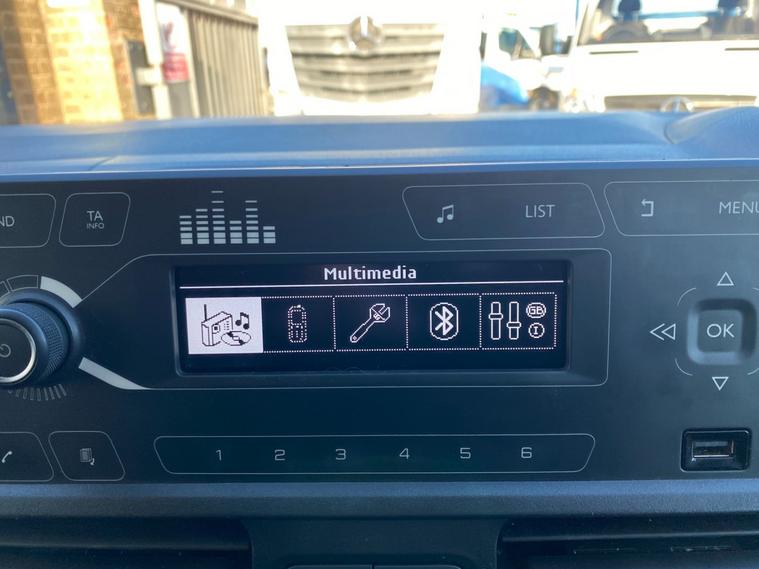 ND
TA
INFO
LIST
MENU
Multimedia
GB
I
OK
1 2 3 4 5 6